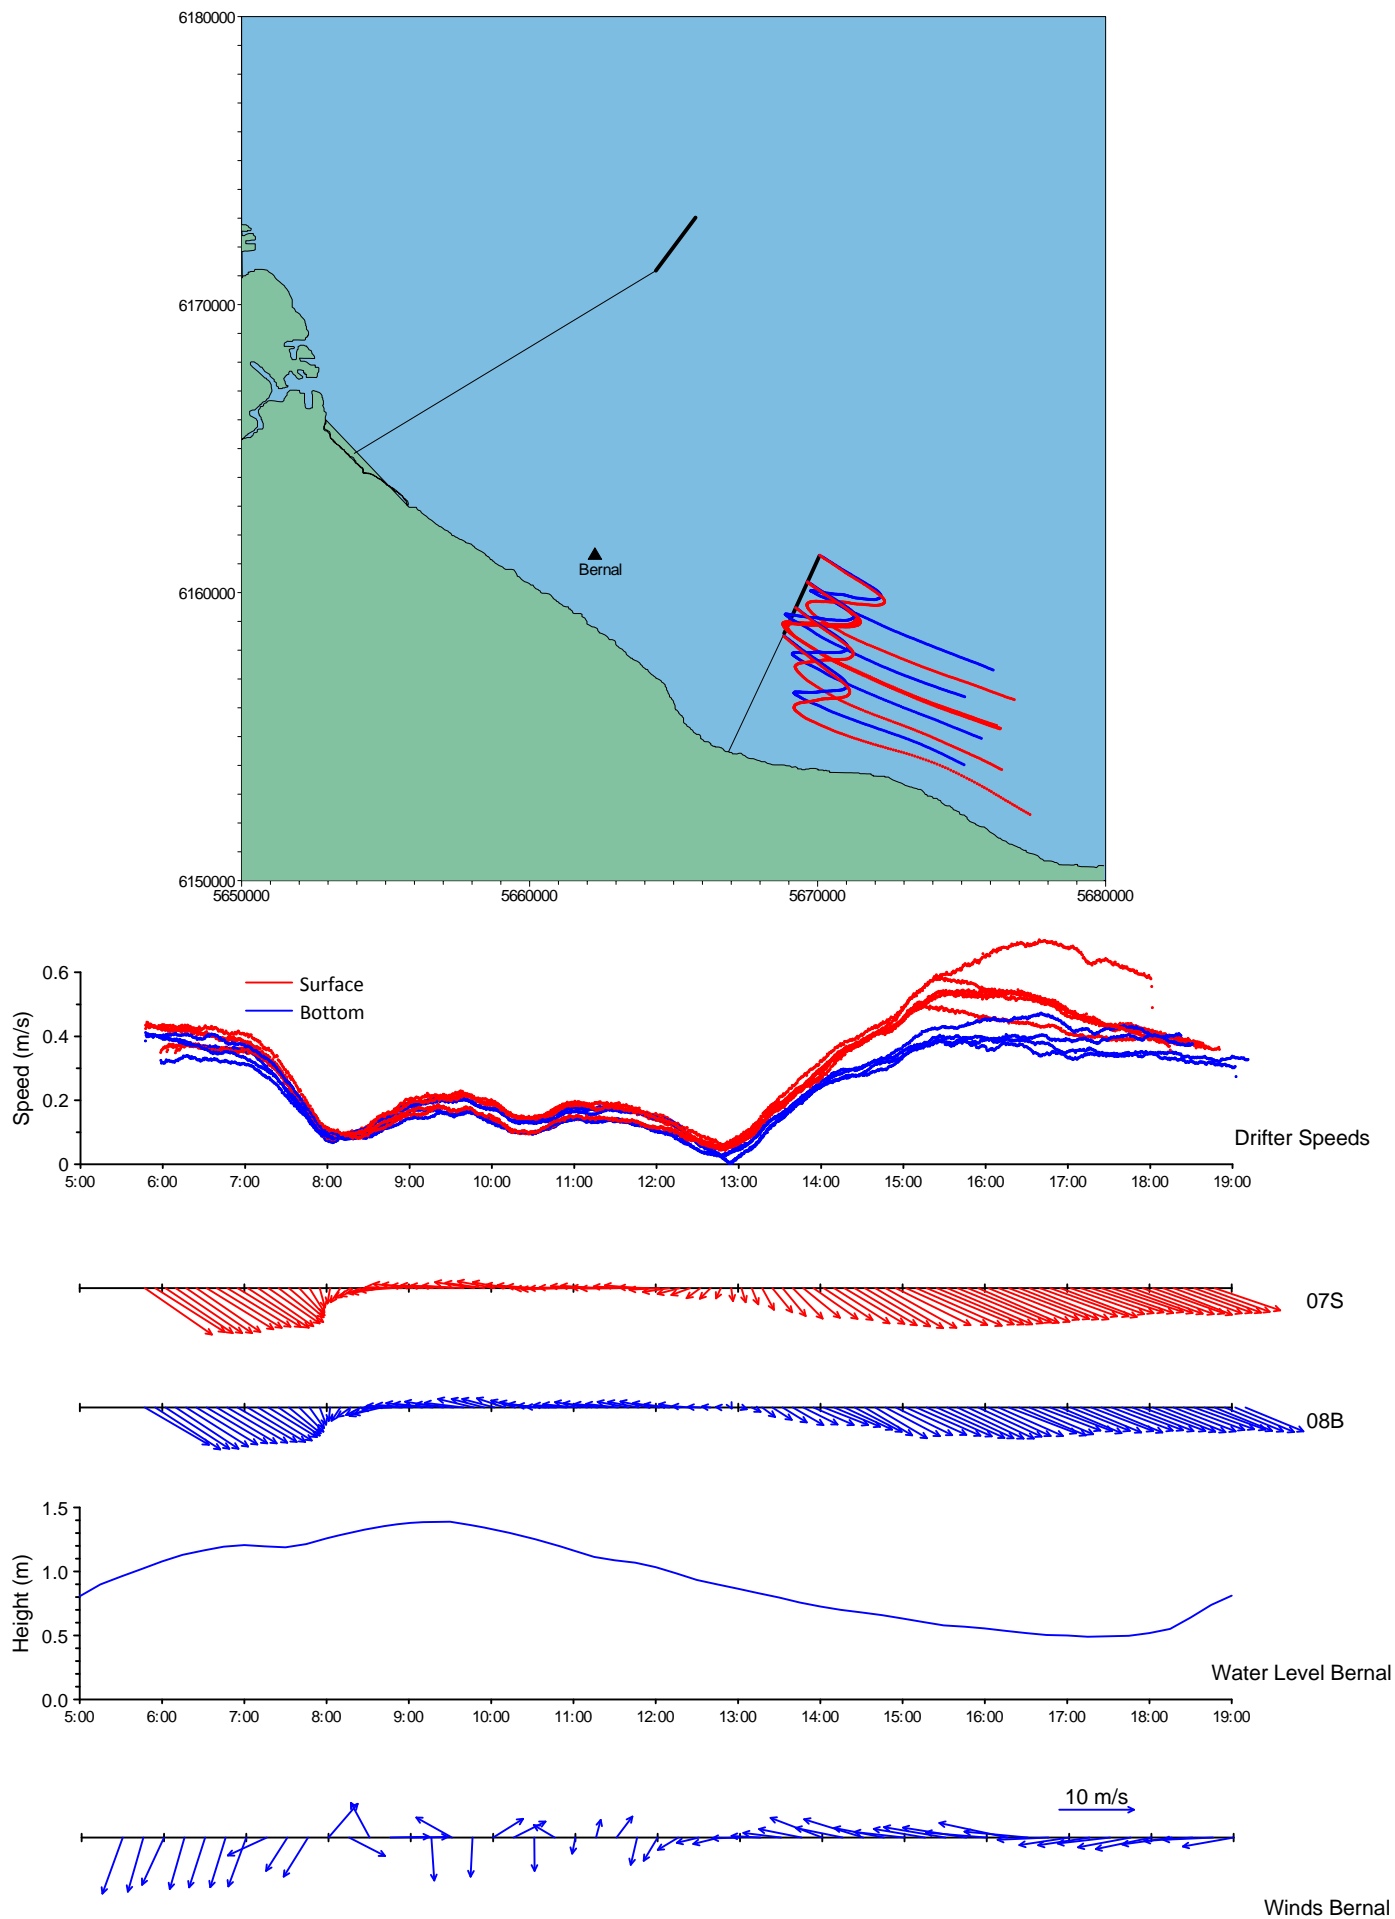 6180000
6170000
Bernal
6160000
6150000
5650000 5660000 5670000 5680000
Surface
Bottom
0.6
0.4
0.2
0
Speed (m/s)
Drifter Speeds
5:00 6:00 7:00 8:00 9:00 10:00 11:00 12:00 13:00 14:00 15:00 16:00 17:00 18:00 19:00
07S
08B
1.5
1.0
0.5
0.0
Height (m)
Water Level Bernal
5:00 6:00 7:00 8:00 9:00 10:00 11:00 12:00 13:00 14:00 15:00 16:00 17:00 18:00 19:00
10 m/s
Winds Bernal